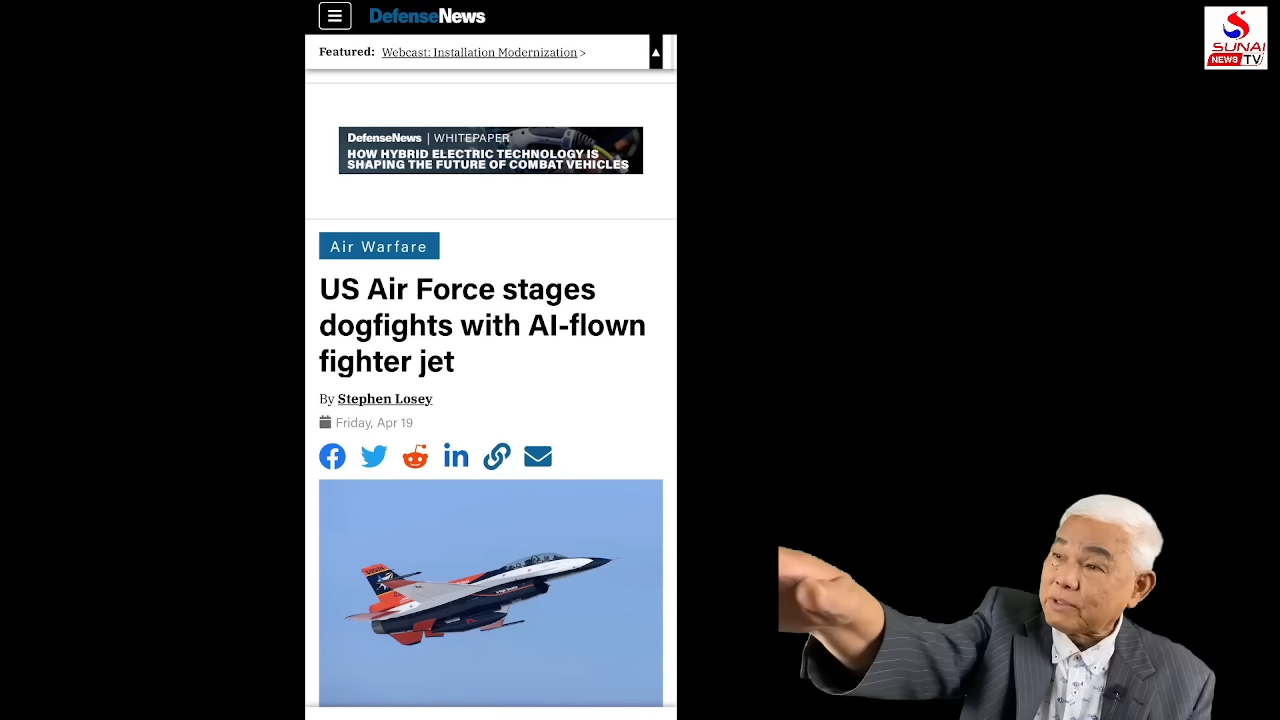 DefenseNews
Featured: Webcast: Installation Modernization >
DefenseNews | WHITEPAPER
HOW HYBRID ELECTRIC TECHNOLOGY IS
SHAPING THE FUTURE OF COMBAT VEHICLES
Air Warfare
US Air Force stages
dogfights with AI-flown
fighter jet
By Stephen Losey
Friday, Apr 19
SUNAI
NEWS TV